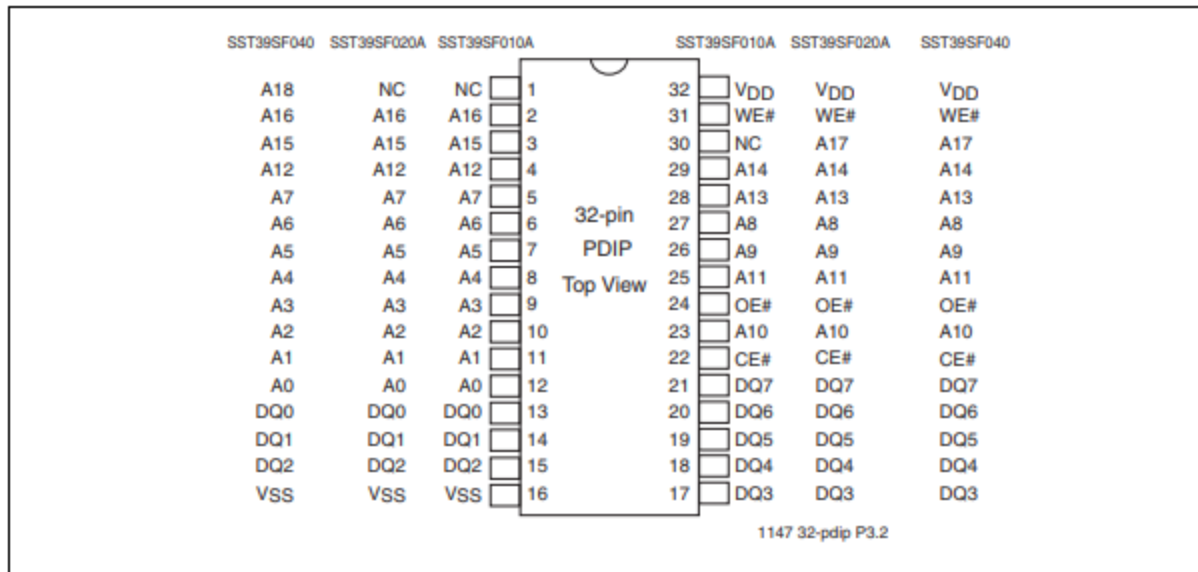 SST39SF040 SST39SF020A SST39SF010A SST39SF010A SST39SF020A SST39SF040
A18 NC NC 1 32 VDD VDD VDD
A16 A16 A16 2 31 WE# WE# WE#
A15 A15 A15 3 30 NC A17 A17
A12 A12 A12 4 29 A14 A14 A14
A7 A7 A7 5 28 A13 A13 A13
A6 A6 A6 6 32-pin 27 A8 A8 A8
A5 A5 A5 7 PDIP 26 A9 A9 A9
A4 A4 A4 8 Top View 25 A11 A11 A11
A3 A3 A3 9 24 OE# OE# OE#
A2 A2 A2 10 23 A10 A10 A10
A1 A1 A1 11 22 CE# CE# CE#
A0 A0 A0 12 21 DQ7 DQ7 DQ7
DQ0 DQ0 DQ0 13 20 DQ6 DQ6 DQ6
DQ1 DQ1 DQ1 14 19 DQ5 DQ5 DQ5
DQ2 DQ2 DQ2 15 18 DQ4 DQ4 DQ4
VSS VSS VSS 16 17 DQ3 DQ3 DQ3
1147 32-pdip P3.2